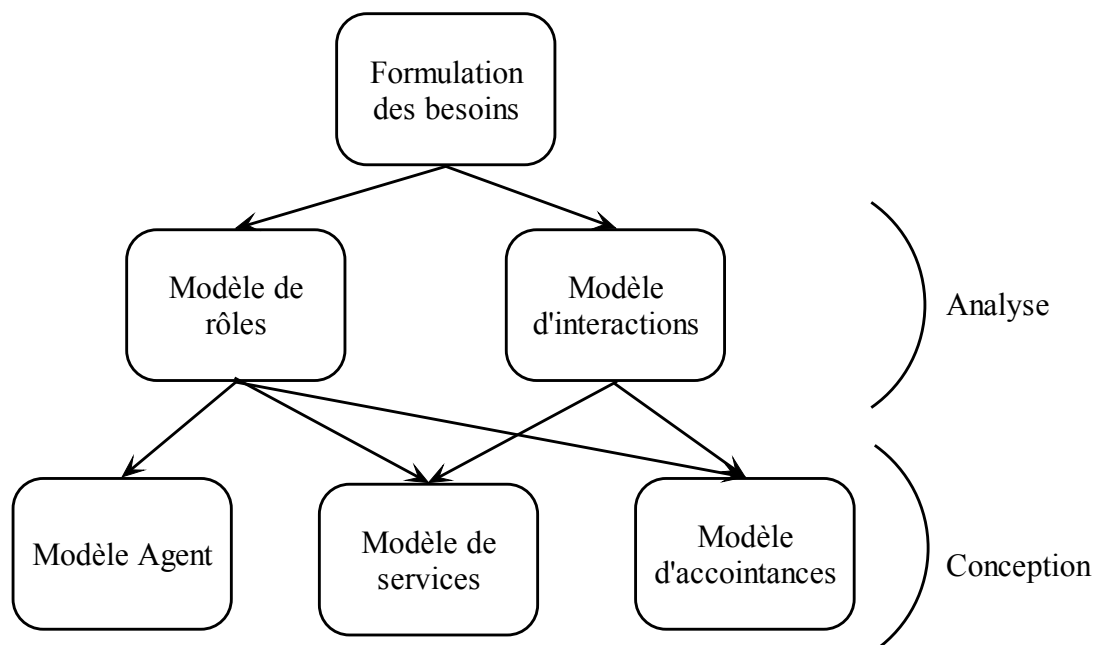 Formulation
des besoins
Modèle de
rôles
Modèle
d'interactions
Analyse
Modèle Agent
Modèle de
services
Modèle
d'accointances
Conception